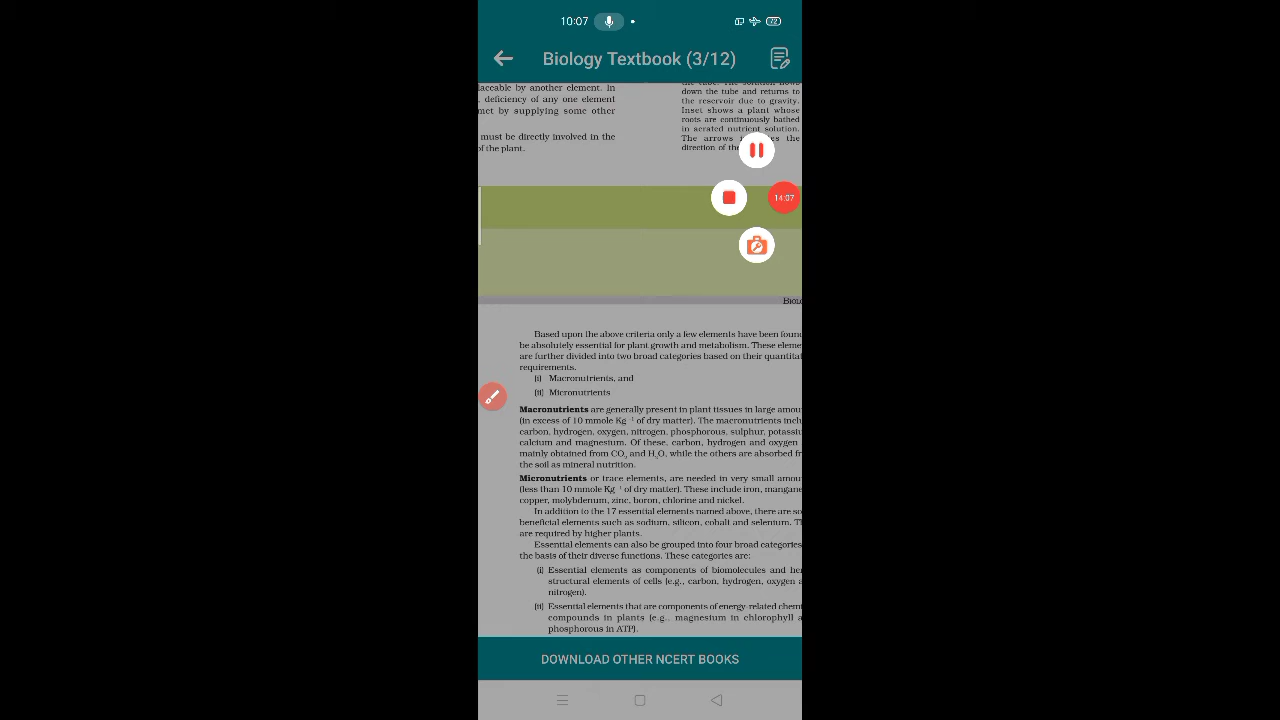 10:07
72
Biology Textbook (3/12)
laceable by another element. In
, deficiency of any one element
met by supplying some other
must be directly involved in the
of the plant.
down the tube and returns to
the reservoir due to gravity.
Inset shows a plant whose
roots are continuously bathed
in aerated nutrient solution.
The arrows the
direction of the
14:07
Based upon the above criteria only a few elements have been found
be absolutely essential for plant growth and metabolism. These eleme
are further divided into two broad categories based on their quantitat
requirements.
(i) Macronutrients, and
(ii) Micronutrients
Macronutrients are generally present in plant tissues in large amou
(in excess of 10 mmole Kg ⁻¹ of dry matter). The macronutrients inclu
carbon, hydrogen, oxygen, nitrogen, phosphorous, sulphur, potassiu
calcium and magnesium. Of these, carbon, hydrogen and oxygen
mainly obtained from CO₂ and H₂O, while the others are absorbed fr
the soil as mineral nutrition.
Micronutrients or trace elements, are needed in very small amou
(less than 10 mmole Kg ⁻¹ of dry matter). These include iron, mangane
copper, molybdenum, zinc, boron, chlorine and nickel.
In addition to the 17 essential elements named above, there are so
beneficial elements such as sodium, silicon, cobalt and selenium. Th
are required by higher plants.
Essential elements can also be grouped into four broad categories
the basis of their diverse functions. These categories are:
(i) Essential elements as components of biomolecules and hen
structural elements of cells (e.g., carbon, hydrogen, oxygen a
nitrogen).
(ii) Essential elements that are components of energy-related chemi
compounds in plants (e.g., magnesium in chlorophyll a
phosphorous in ATP).
DOWNLOAD OTHER NCERT BOOKS